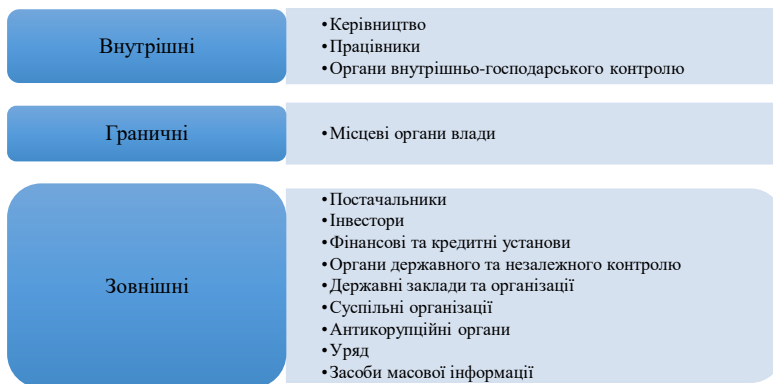 Внутрішні
•Керівництво
•Працівники
•Органи внутрішньо-господарського контролю
Граничні
•Місцеві органи влади
Зовнішні
•Постачальники
•Інвестори
•Фінансові та кредитні установи
•Органи державного та незалежного контролю
•Державні заклади та організації
•Суспільні організації
•Антикорупційні органи
•Уряд
•Засоби масової інформації